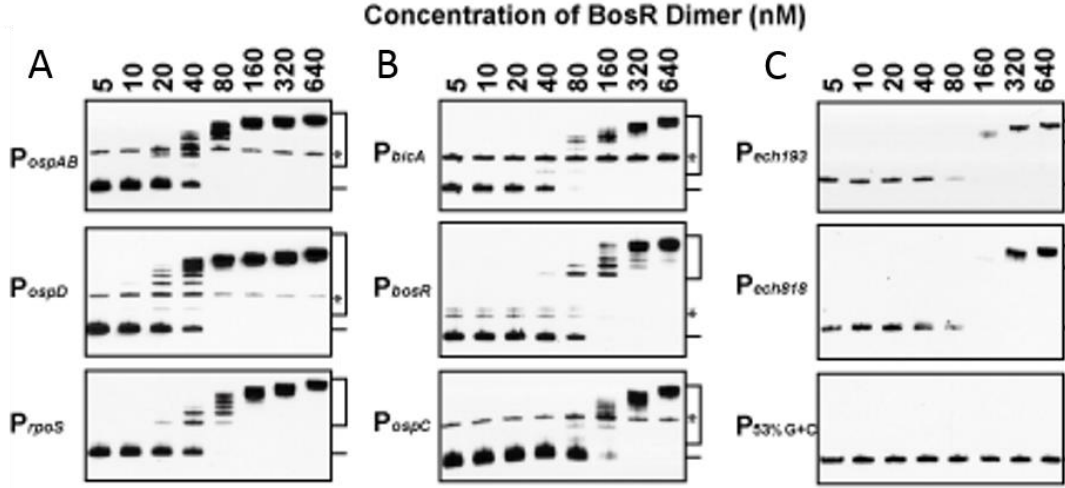 Concentration of BosR Dimer (nM)
A
5 10 20 40 80 160 320 640
B
5 10 20 40 80 160 320 640
C
5 10 20 40 80 160 320 640
PospAB
*
PbicA
*
Pech193
PospD
*
PbosR
*
Pech818
PrpoS
PospC
*
P53%G+C